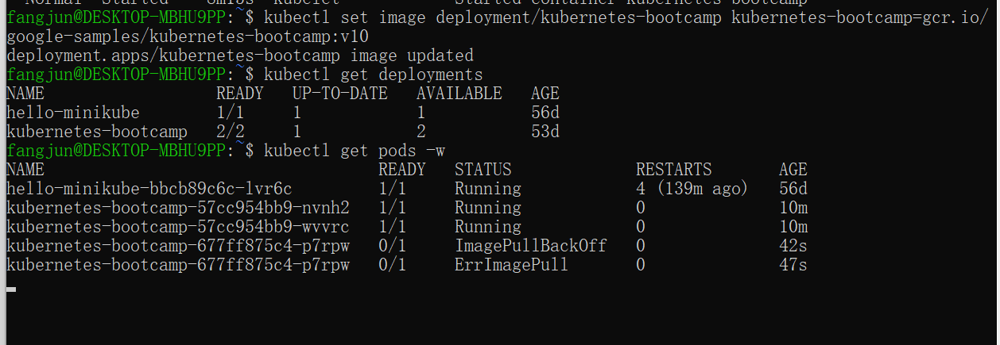 Normal  Started    5m18s  kubelet            Started container kubernetes-bootcamp
fangjun@DESKTOP-MBHU9PP:~$ kubectl set image deployment/kubernetes-bootcamp kubernetes-bootcamp=gcr.io/
google-samples/kubernetes-bootcamp:v10
deployment.apps/kubernetes-bootcamp image updated
fangjun@DESKTOP-MBHU9PP:~$ kubectl get deployments
NAME                  READY   UP-TO-DATE   AVAILABLE   AGE
hello-minikube        1/1     1            1           56d
kubernetes-bootcamp   2/2     1            2           53d
fangjun@DESKTOP-MBHU9PP:~$ kubectl get pods -w
NAME                                   READY   STATUS             RESTARTS       AGE
hello-minikube-bbcb89c6c-lvr6c         1/1     Running            4 (139m ago)   56d
kubernetes-bootcamp-57cc954bb9-nvnh2   1/1     Running            0              10m
kubernetes-bootcamp-57cc954bb9-wvvrc   1/1     Running            0              10m
kubernetes-bootcamp-677ff875c4-p7rpw   0/1     ImagePullBackOff   0              42s
kubernetes-bootcamp-677ff875c4-p7rpw   0/1     ErrImagePull       0              47s